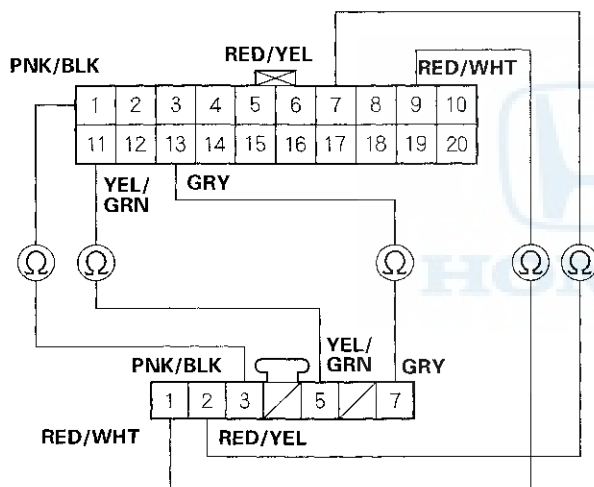 RED/YEL
PNK/BLK
RED/WHT
1 2 3 4 5 6 7 8 9 10
11 12 13 14 15 16 17 18 19 20
YEL/
GRN
GRY
Ω Ω Ω Ω Ω
YEL/
GRN
PNK/BLK
GRY
1 2 3 5 7
RED/WHT
RED/YEL